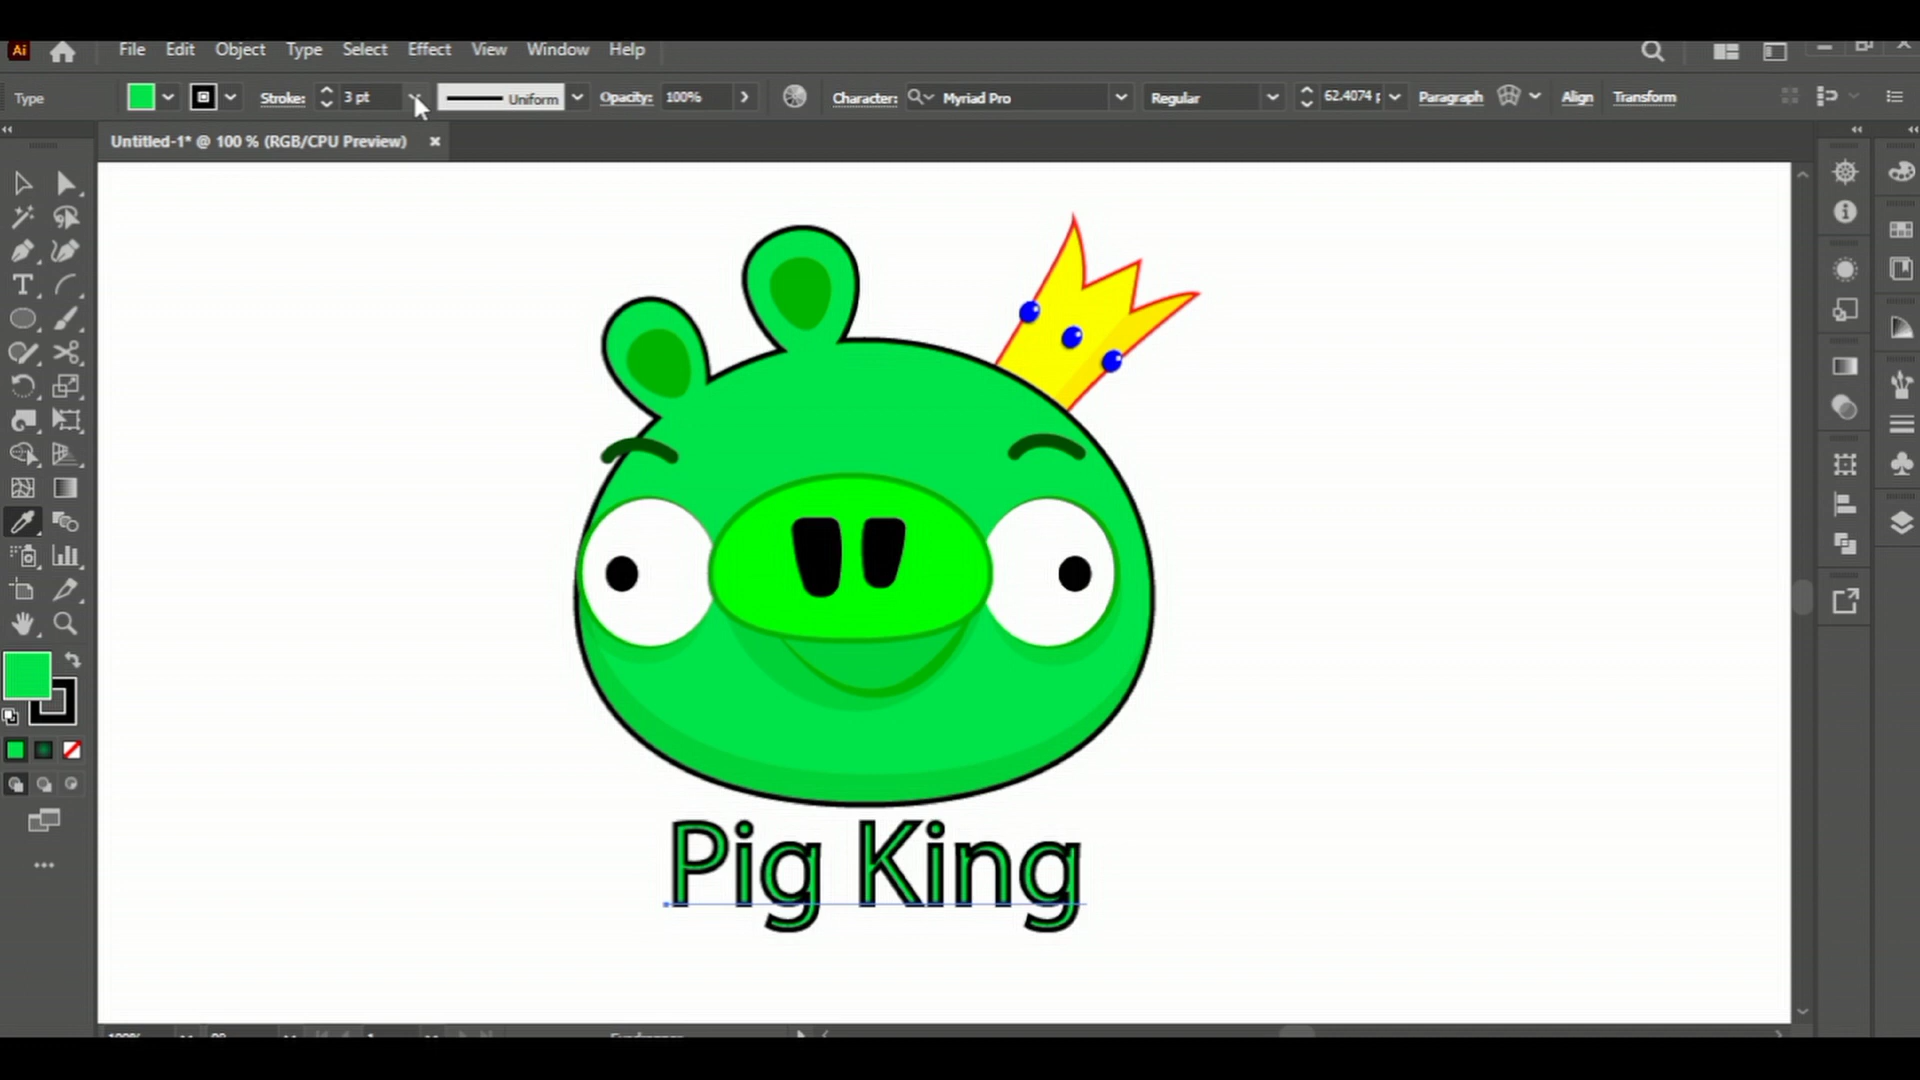 Ai File Edit Object Type Select Effect View Window Help
Type Stroke: 3 pt Uniform Opacity: 100% Character: Myriad Pro Regular 62.4074 p Paragraph Align Transform
Untitled-1* @ 100 % (RGB/CPU Preview)
Pig King